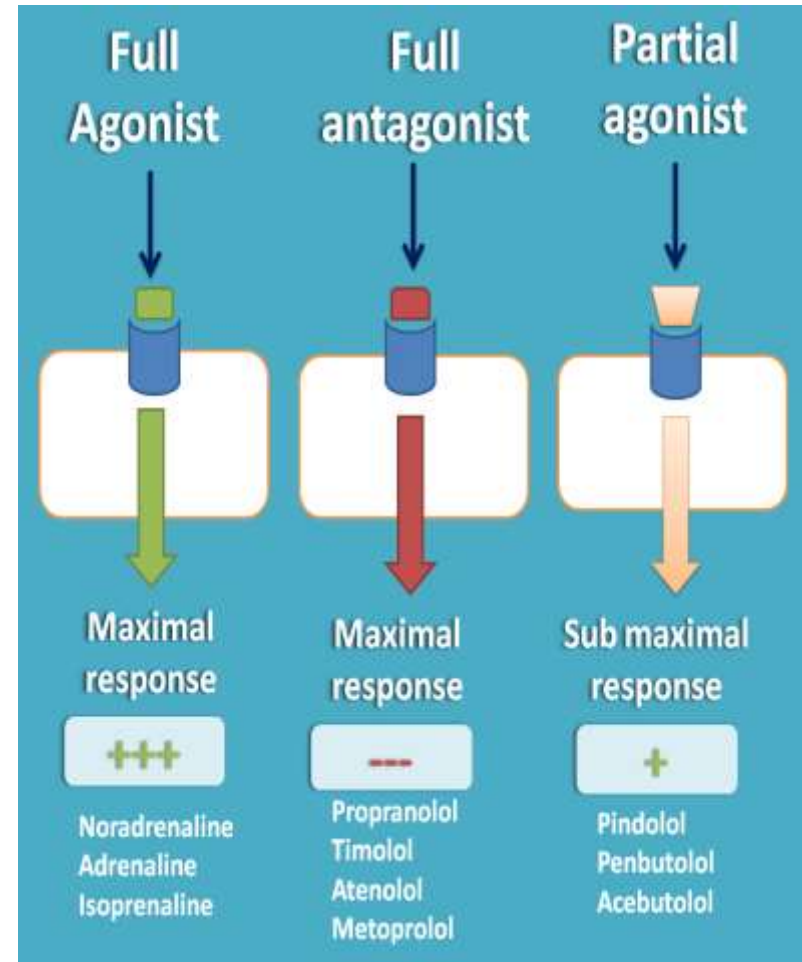 Full
Agonist
Full
antagonist
Partial
agonist
Maximal
response
+++
Noradrenaline
Adrenaline
Isoprenaline
Maximal
response
---
Propranolol
Timolol
Atenolol
Metoprolol
Sub maximal
response
+
Pindolol
Penbutolol
Acebutolol